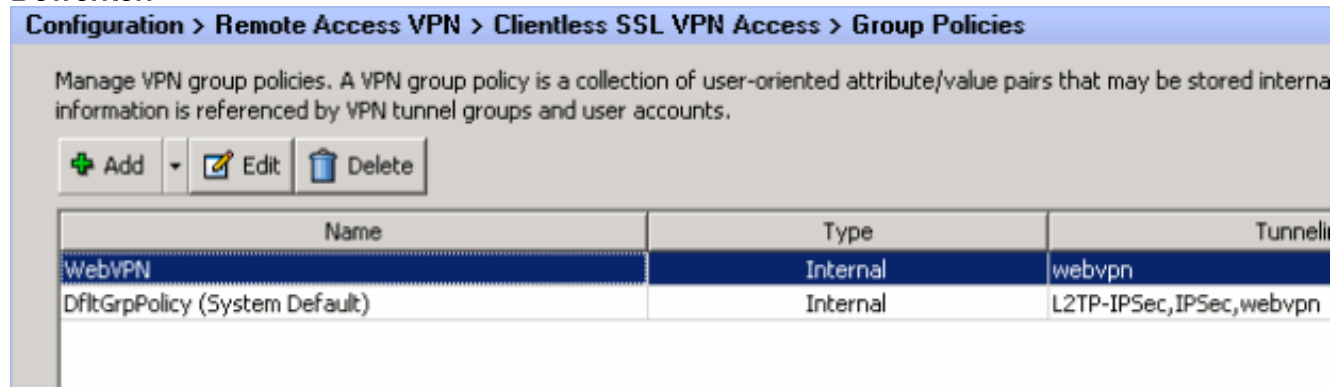 Configuration > Remote Access VPN > Clientless SSL VPN Access > Group Policies
Manage VPN group policies. A VPN group policy is a collection of user-oriented attribute/value pairs that may be stored interna
information is referenced by VPN tunnel groups and user accounts.
Add Edit Delete
Name Type Tunneli
WebVPN Internal webvpn
DfltGrpPolicy (System Default) Internal L2TP-IPSec,IPSec,webvpn